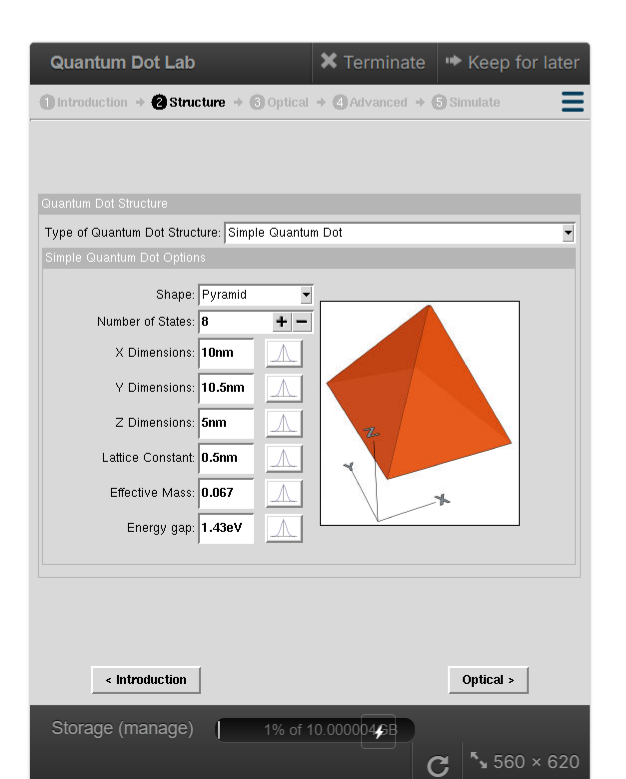 Quantum Dot Lab Terminate Keep for later
1 Introduction 2 Structure 3 Optical 4 Advanced 5 Simulate
Quantum Dot Structure
Type of Quantum Dot Structure: Simple Quantum Dot
Simple Quantum Dot Options
Shape: Pyramid
Number of States: 8
X Dimensions: 10nm
Y Dimensions: 10.5nm
Z Dimensions: 5nm
Lattice Constant: 0.5nm
Effective Mass: 0.067
Energy gap: 1.43eV
Z
Y
X
< Introduction Optical >
Storage (manage) 1% of 10.000004GB
560 × 620